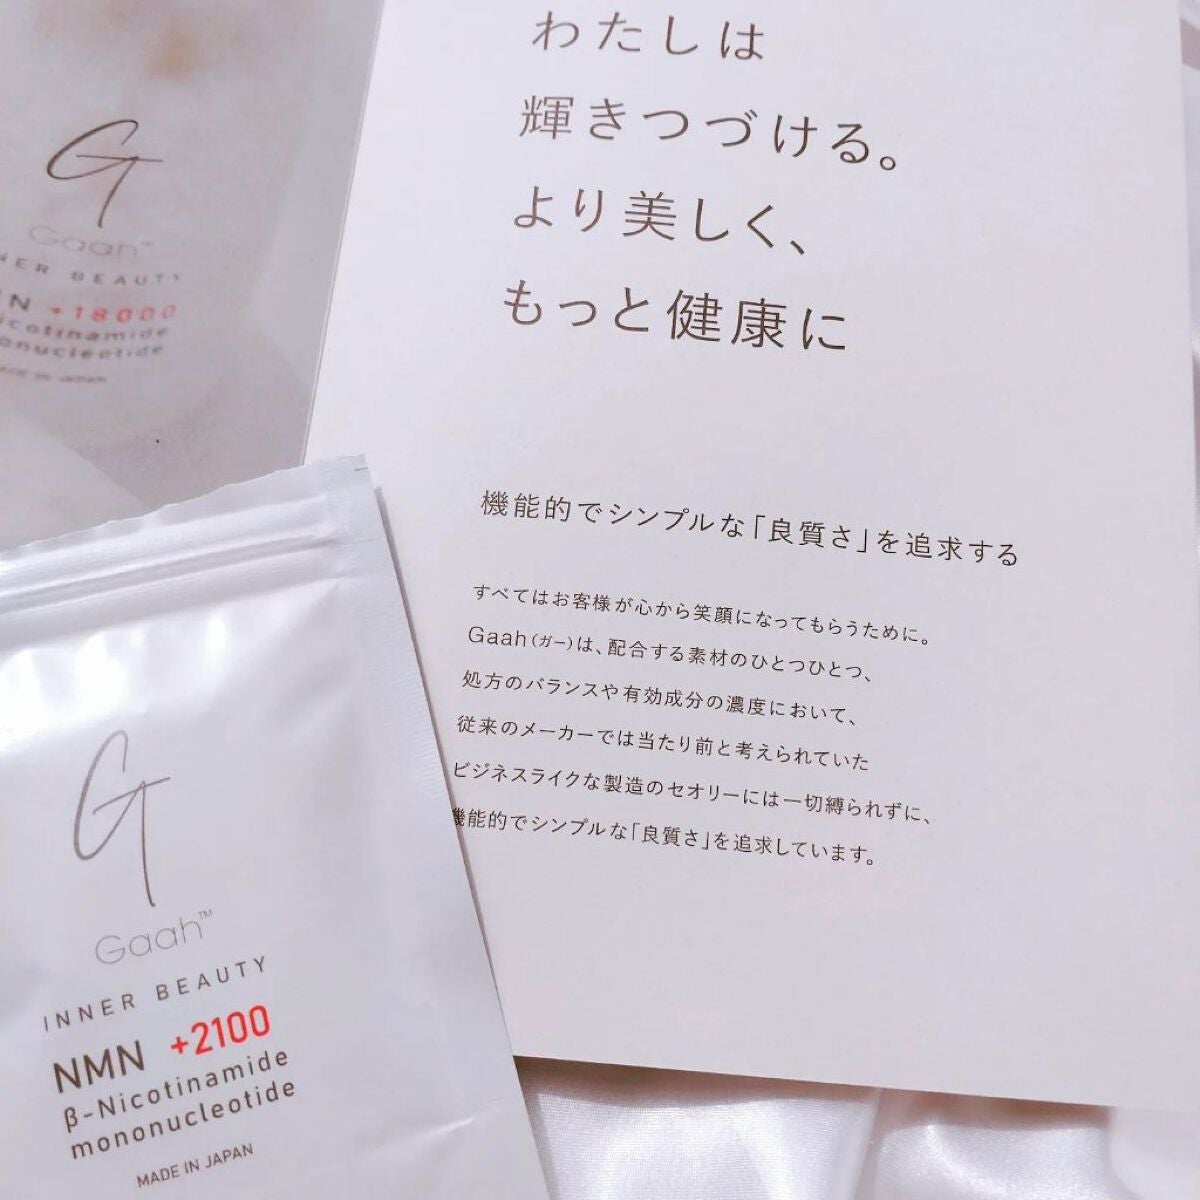 わたしは
輝きつづける。
より美しく、
もっと健康に
機能的でシンプルな「良質さ」を追求する
すべてはお客様が心から笑顔になってもらうために。
Gaah(ガー)は、配合する素材のひとつひとつ、
処方のバランスや有効成分の濃度において、
従来のメーカーでは当たり前と考えられていた
ビジネスライクな製造のセオリーには一切縛られずに、
機能的でシンプルな「良質さ」を追求しています。
G
Gaah™
NER BEAUTY
N +18000
icotinamide
onucleotide
G
Gaah™
INNER BEAUTY
NMN +2100
β-Nicotinamide
mononucleotide
MADE IN JAPAN